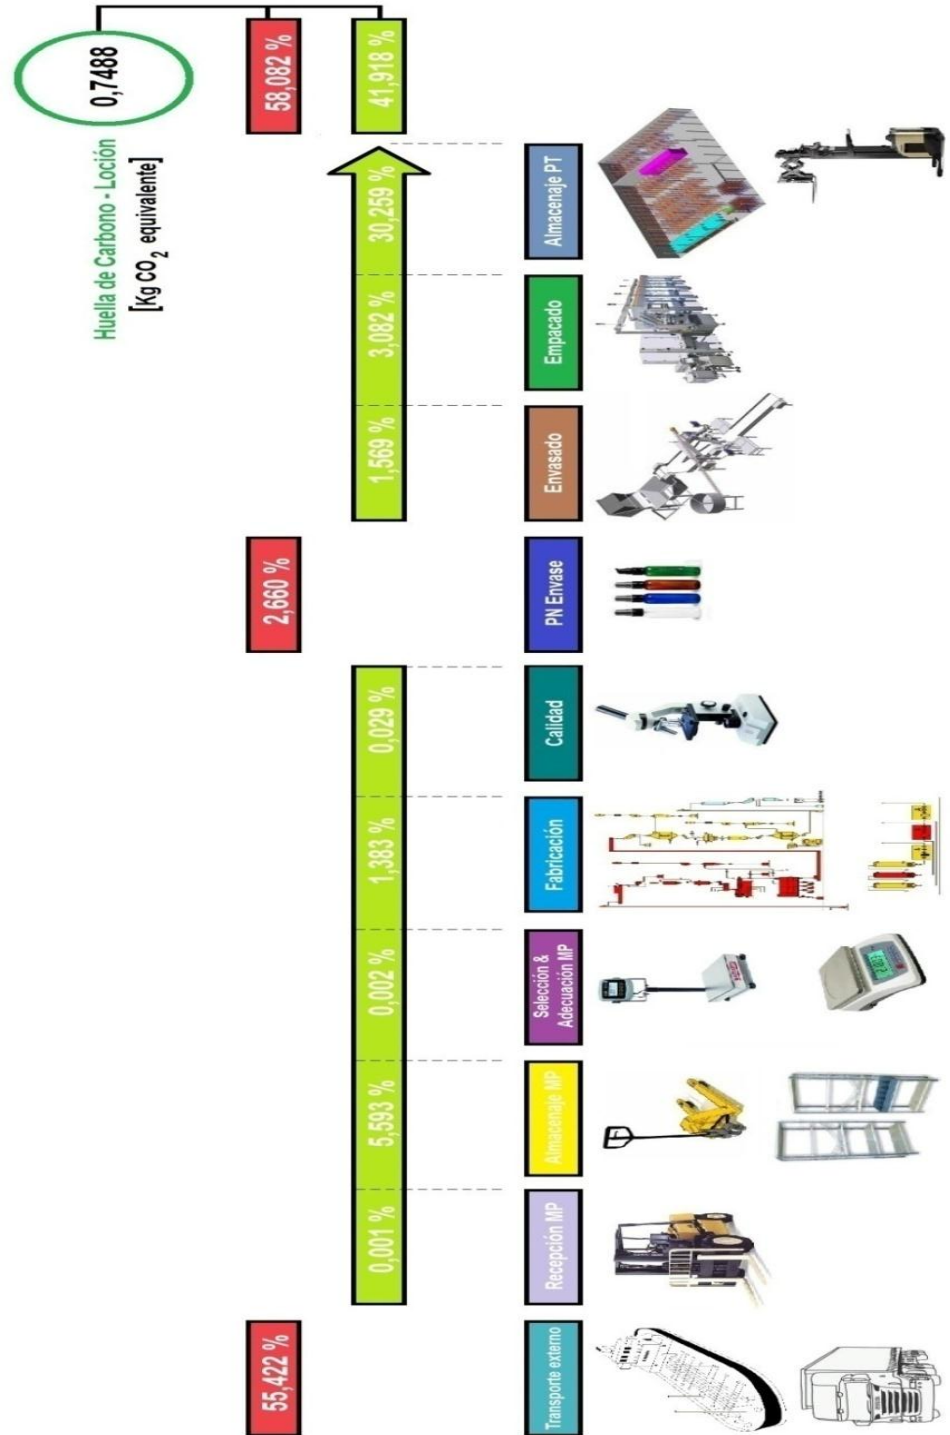 Huella de Carbono - Loción
[Kg CO2 equivalente]
0,7488
55,422 %
2,660 %
58,082 %
0,001 %
5,593 %
0,002 %
1,383 %
0,029 %
1,569 %
3,082 %
30,259 %
41,918 %
Transporte externo
Recepción MP
Almacenaje MP
Selección &
Adecuación MP
Fabricación
Calidad
PN Envase
Envasado
Empacado
Almacenaje PT